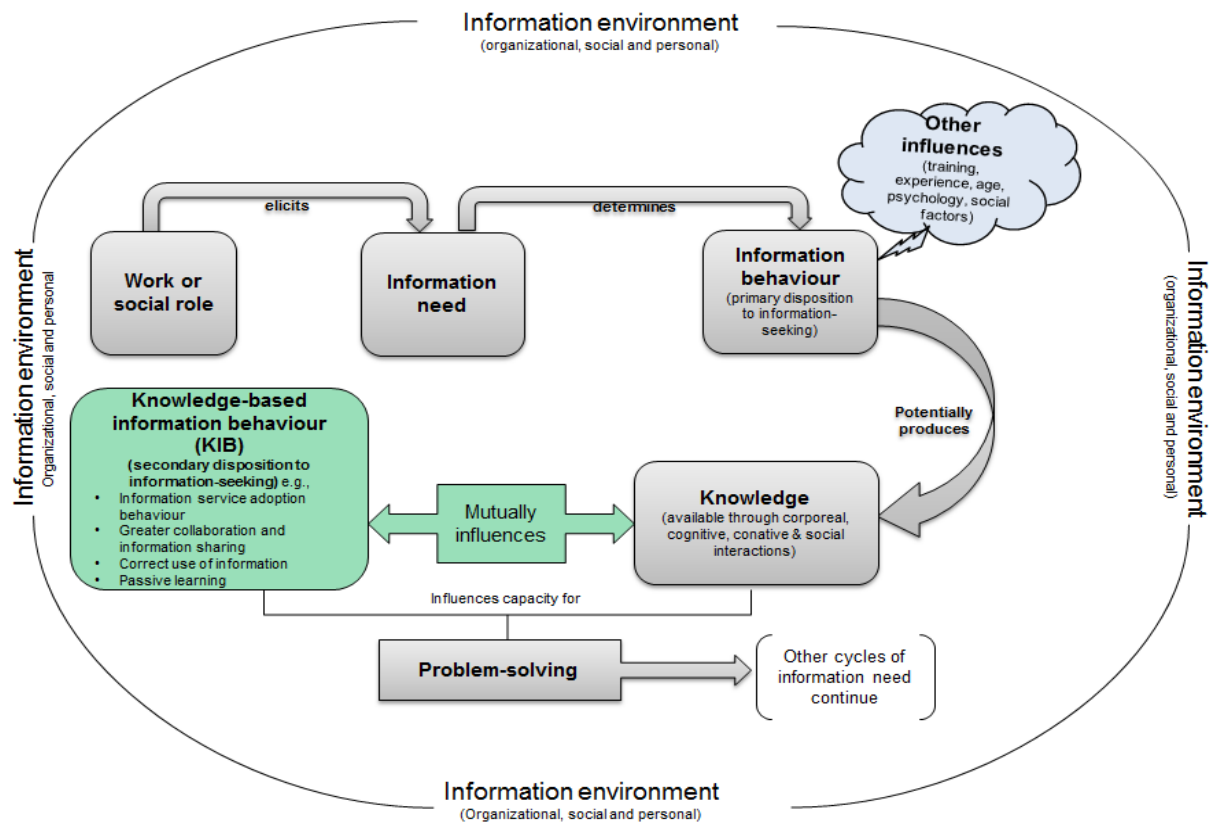 Information environment
(organizational, social and personal)
Other
influences
(training,
experience, age,
psychology, social
factors)
elicits
determines
Work or
social role
Information
need
Information
behaviour
(primary disposition
to information-
seeking)
Information environment
Organizational, social and personal
Information environment
(organizational, social and personal)
Potentially
produces
Knowledge-based
information behaviour
(KIB)
(secondary disposition to
information-seeking) e.g.,
• Information service adoption
behaviour
• Greater collaboration and
information sharing
• Correct use of information
• Passive learning
Mutually
influences
Knowledge
(available through corporeal,
cognitive, conative & social
interactions)
Influences capacity for
Problem-solving
Other cycles of
information need
continue
Information environment
(Organizational, social and personal)